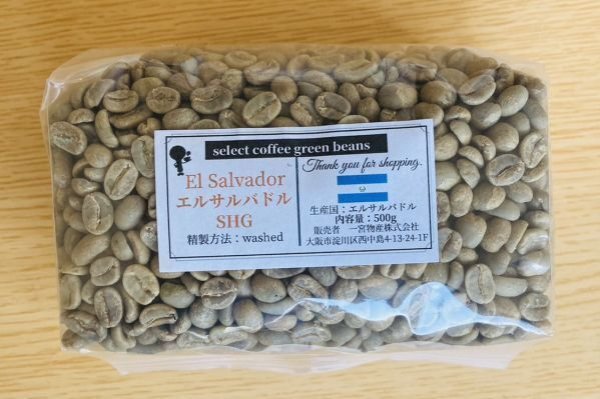 select coffee green beans
El Salvador
エルサルバドル
SHG
精製方法：washed
Thank you for shopping.
生産国：エルサルバドル
内容量：500g
販売者　一宮物産株式会社
大阪市淀川区西中島4-13-24-1F